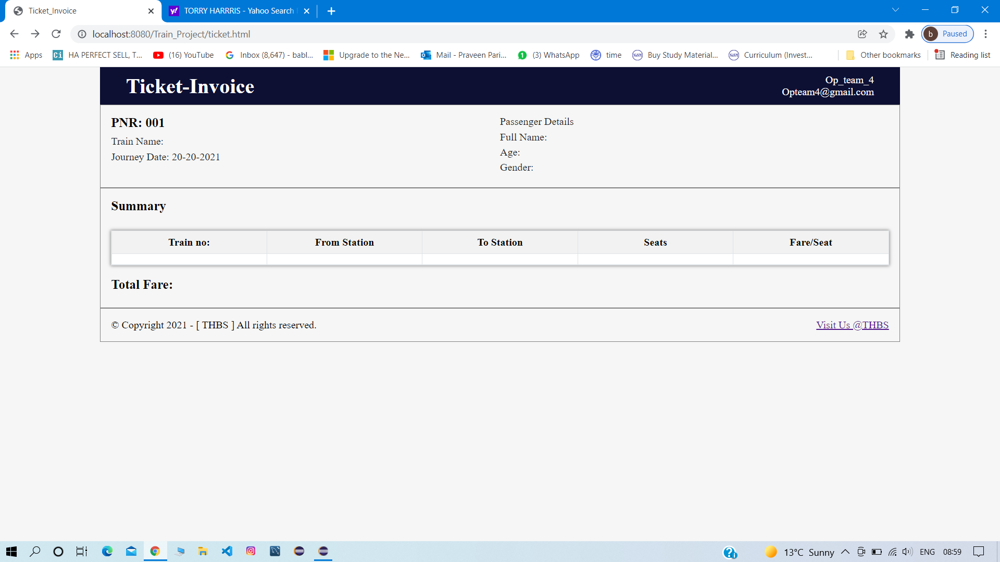 Ticket_Invoice
TORRY HARRRIS - Yahoo Search
localhost:8080/Train_Project/ticket.html
b Paused
Apps
Ci HA PERFECT SELL, T...
(16) YouTube
Inbox (8,647) - babl...
Upgrade to the Ne...
Mail - Praveen Pari...
1 (3) WhatsApp
time
Buy Study Material...
Curriculum (Invest...
Other bookmarks
Reading list
Ticket-Invoice
Op_team_4
Opteam4@gmail.com
PNR: 001
Train Name:
Journey Date: 20-20-2021
Passenger Details
Full Name:
Age:
Gender:
Summary
Train no: From Station To Station Seats Fare/Seat
Total Fare:
© Copyright 2021 - [ THBS ] All rights reserved.
Visit Us @THBS
13°C Sunny
ENG
08:59